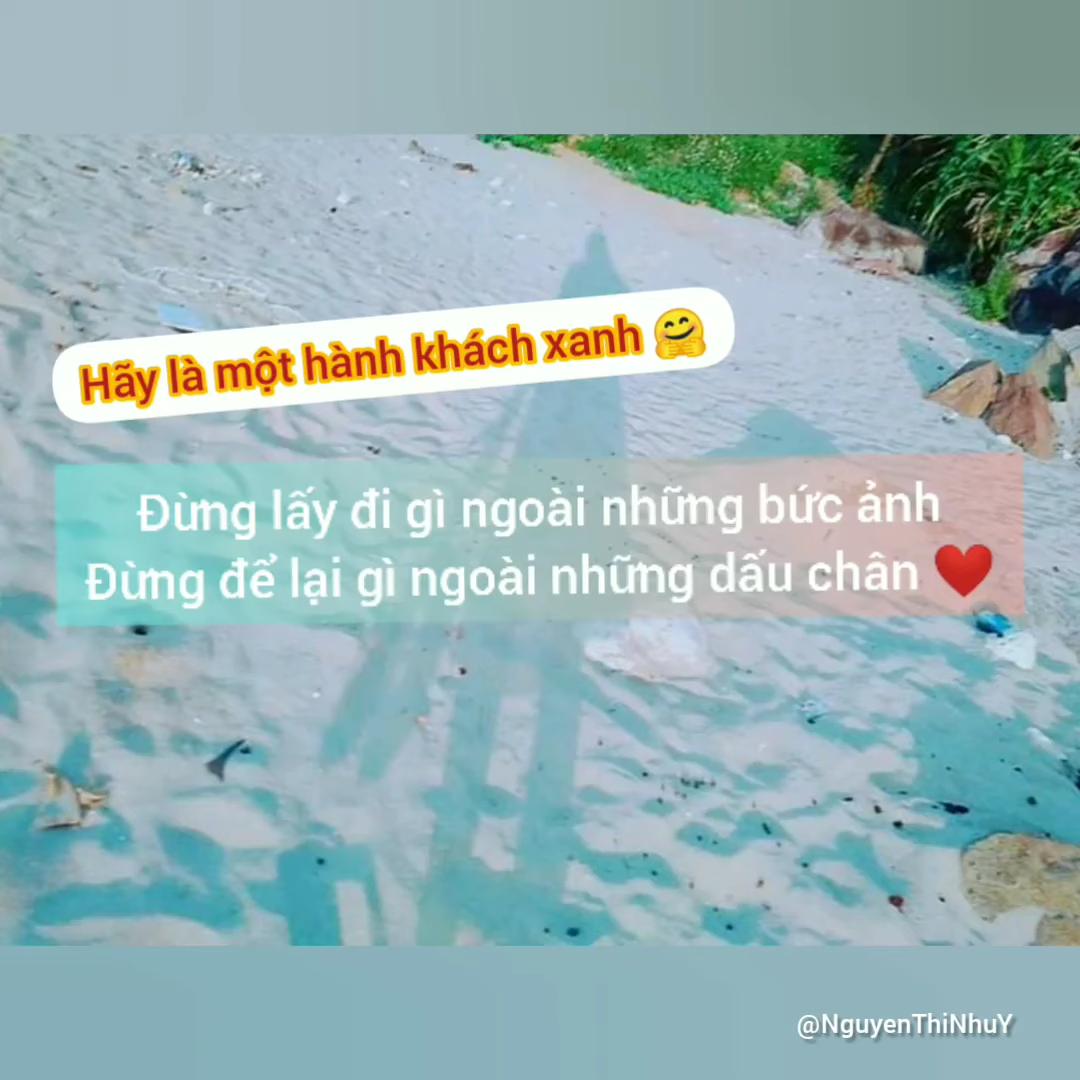 Hãy là một hành khách xanh 🤗
Đừng lấy đi gì ngoài những bức ảnh
Đừng để lại gì ngoài những dấu chân ❤️
@NguyenThiNhuY